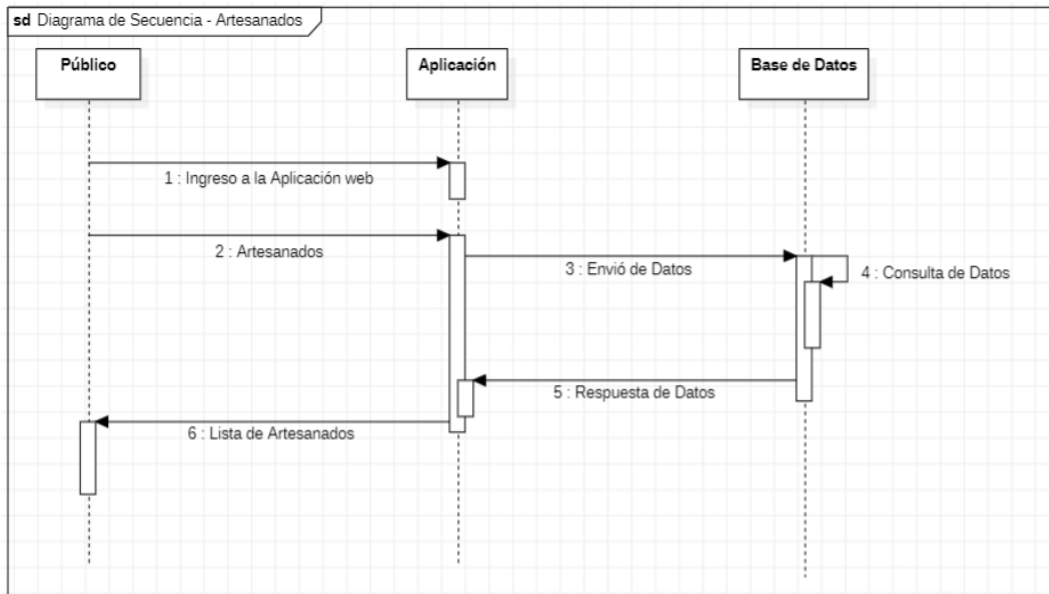 sd Diagrama de Secuencia - Artesanados
Público
Aplicación
Base de Datos
1 : Ingreso a la Aplicación web
2 : Artesanados
3 : Envió de Datos
4 : Consulta de Datos
5 : Respuesta de Datos
6 : Lista de Artesanados